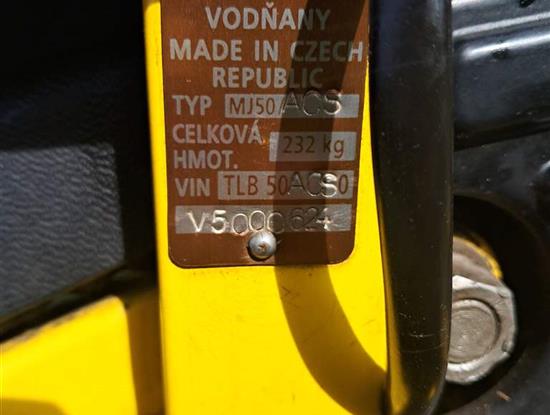 VODŇANY
MADE IN CZECH
REPUBLIC
TYP MJ50 ACS
CELKOVÁ
HMOT. 232 kg
VIN TLB 50ACS0
V5000624